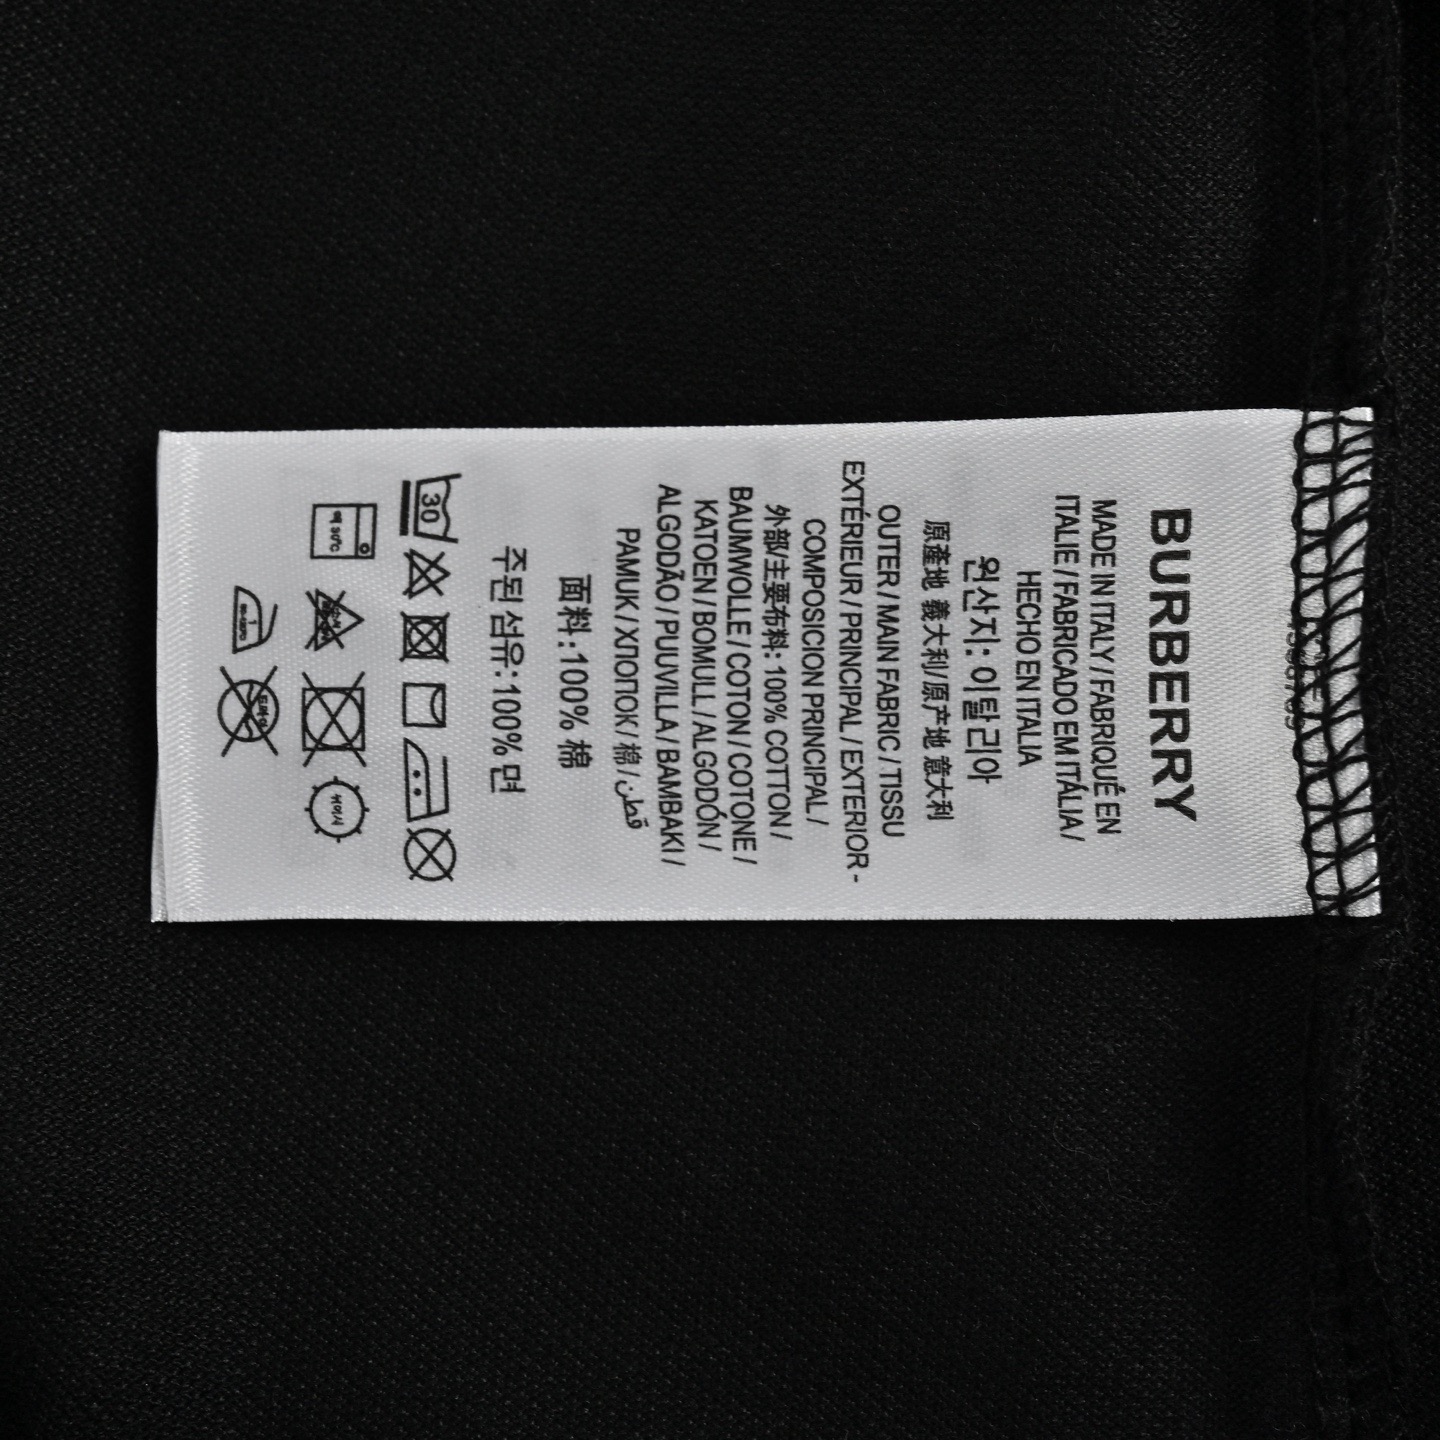 BURBERRY
MADE IN ITALY / FABRIQUÉ EN
ITALIE / FABRICADO EM ITÁLIA /
HECHO EN ITALIA
원산지: 이탈리아
原產地 義大利/原产地 意大利
OUTER / MAIN FABRIC / TISSU
EXTÉRIEUR / PRINCIPAL / EXTERIOR -
COMPOSICION PRINCIPAL /
外部/主要布料: 100% COTTON /
BAUMWOLLE / COTON / COTONE /
KATOEN / BOMULL / ALGODÓN /
ALGODÃO / PUUVILLA / BAMBAKI /
PAMUK / ХЛОПОК / 棉 / قطن
面料:100% 棉
주된 섬유:100% 면
30